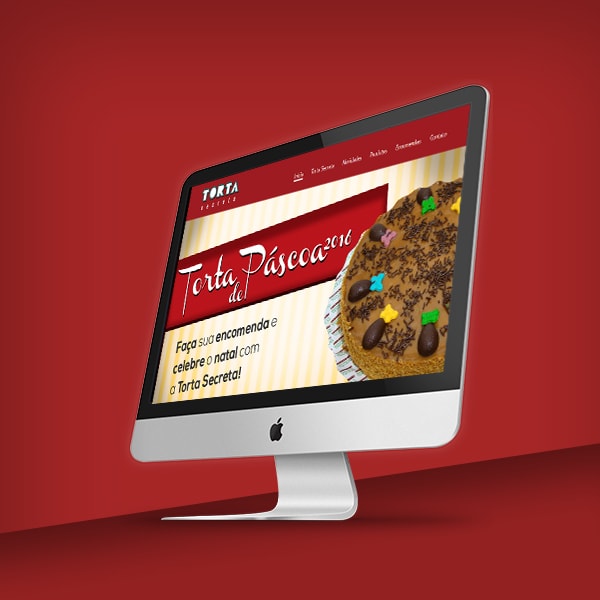 TORTA
secreta
Início Torta Secreta Novidades Produtos Encomendas Contato
Torta de Páscoa 2016
Faça sua encomenda e
celebre o natal com
a Torta Secreta!